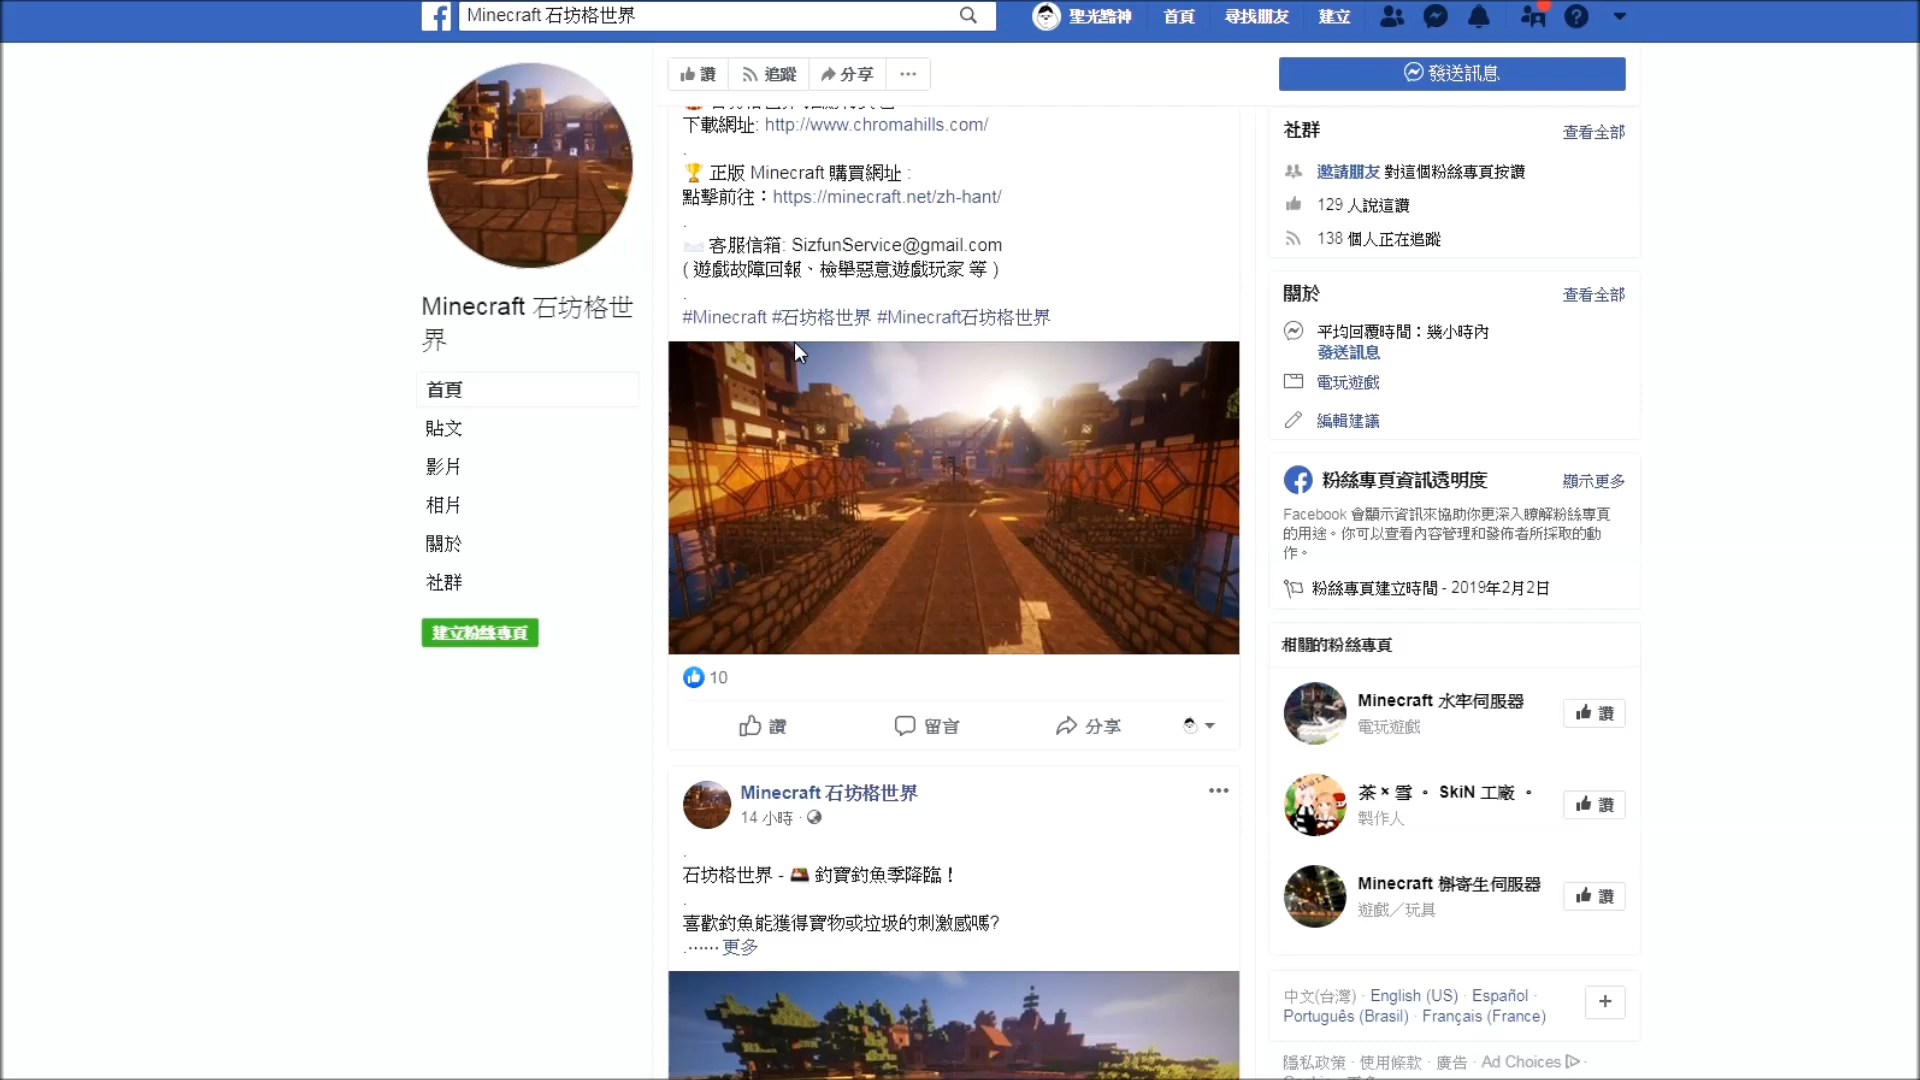 Minecraft 石坊格世界
聖光黯神
首頁
尋找朋友
建立
讚
追蹤
分享
發送訊息
Minecraft 石坊格世
界
首頁
貼文
影片
相片
關於
社群
建立粉絲專頁
下載網址: http://www.chromahills.com/
.
🏆 正版 Minecraft 購買網址 :
點擊前往：https://minecraft.net/zh-hant/
.
✉️ 客服信箱: SizfunService@gmail.com
( 遊戲故障回報、檢舉惡意遊戲玩家 等 )
.
#Minecraft #石坊格世界 #Minecraft石坊格世界
10
讚
留言
分享
Minecraft 石坊格世界
14 小時 ·
.
石坊格世界 - 🍱 釣寶釣魚季降臨！
.
喜歡釣魚能獲得寶物或垃圾的刺激感嗎?
.…… 更多
社群
查看全部
邀請朋友 對這個粉絲專頁按讚
129 人說這讚
138 個人正在追蹤
關於
查看全部
平均回覆時間：幾小時內
發送訊息
電玩遊戲
編輯建議
粉絲專頁資訊透明度
顯示更多
Facebook 會顯示資訊來協助你更深入瞭解粉絲專頁
的用途。你可以查看內容管理和發佈者所採取的動
作。
粉絲專頁建立時間 - 2019年2月2日
相關的粉絲專頁
Minecraft 水牢伺服器
電玩遊戲
讚
茶 × 雪 。 SkiN 工廠 。
製作人
讚
Minecraft 槲寄生伺服器
遊戲／玩具
讚
中文(台灣) · English (US) · Español ·
Português (Brasil) · Français (France)
隱私政策 · 使用條款 · 廣告 · Ad Choices ·